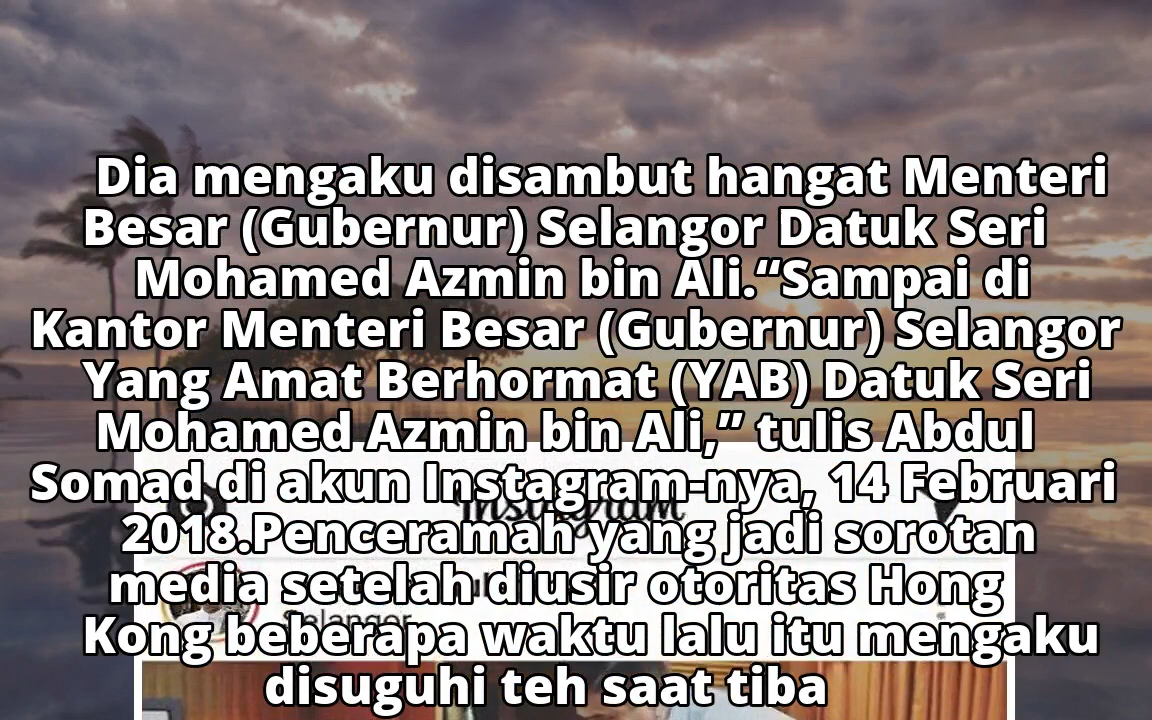 Dia mengaku disambut hangat Menteri
Besar (Gubernur) Selangor Datuk Seri
Mohamed Azmin bin Ali.“Sampai di
Kantor Menteri Besar (Gubernur) Selangor
Yang Amat Berhormat (YAB) Datuk Seri
Mohamed Azmin bin Ali,” tulis Abdul
Somad di akun Instagram-nya, 14 Februari
Instagram
2018.Penceramah yang jadi sorotan
media setelah diusir otoritas Hong
Selangor
Kong beberapa waktu lalu itu mengaku
disuguhi teh saat tiba